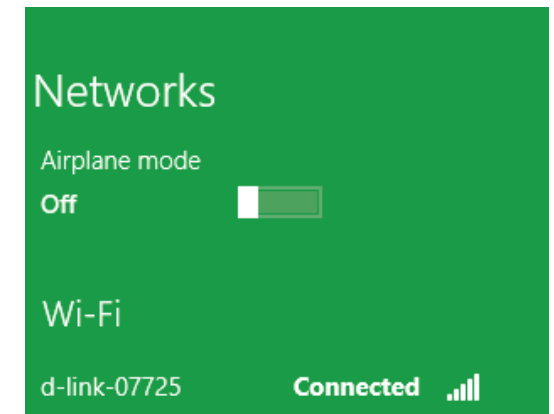 Networks
Airplane mode
Off
Wi-Fi
d-link-07725 Connected